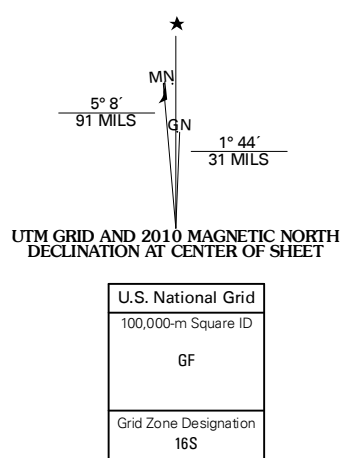 ★
MN
5° 8´
91 MILS
GN
1° 44´
31 MILS
UTM GRID AND 2010 MAGNETIC NORTH
DECLINATION AT CENTER OF SHEET
U.S. National Grid
100,000-m Square ID
GF
Grid Zone Designation
16S